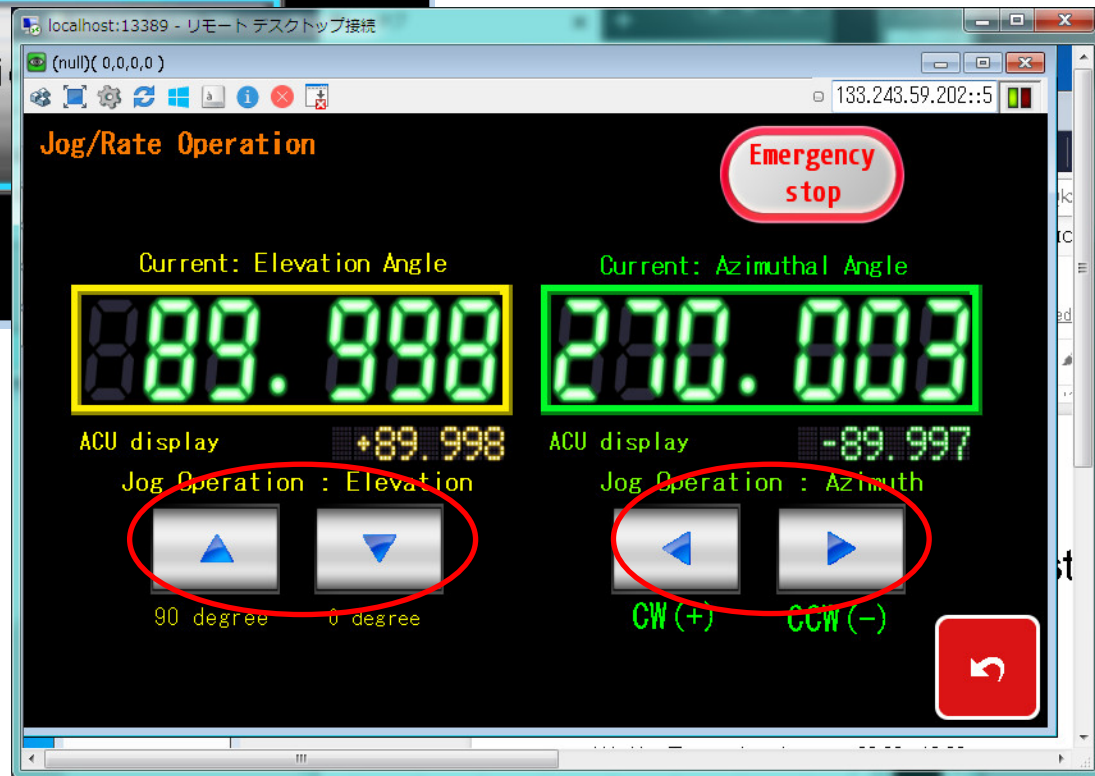 localhost:13389 - リモート デスクトップ接続
(null)( 0,0,0,0 )
133.243.59.202::5
Jog/Rate Operation
Emergency
stop
Current: Elevation Angle
Current: Azimuthal Angle
89.998
270.003
ACU display
+89.998
ACU display
-89.997
Jog Operation : Elevation
Jog Operation : Azimuth
90 degree
0 degree
CW(+)
CCW(-)